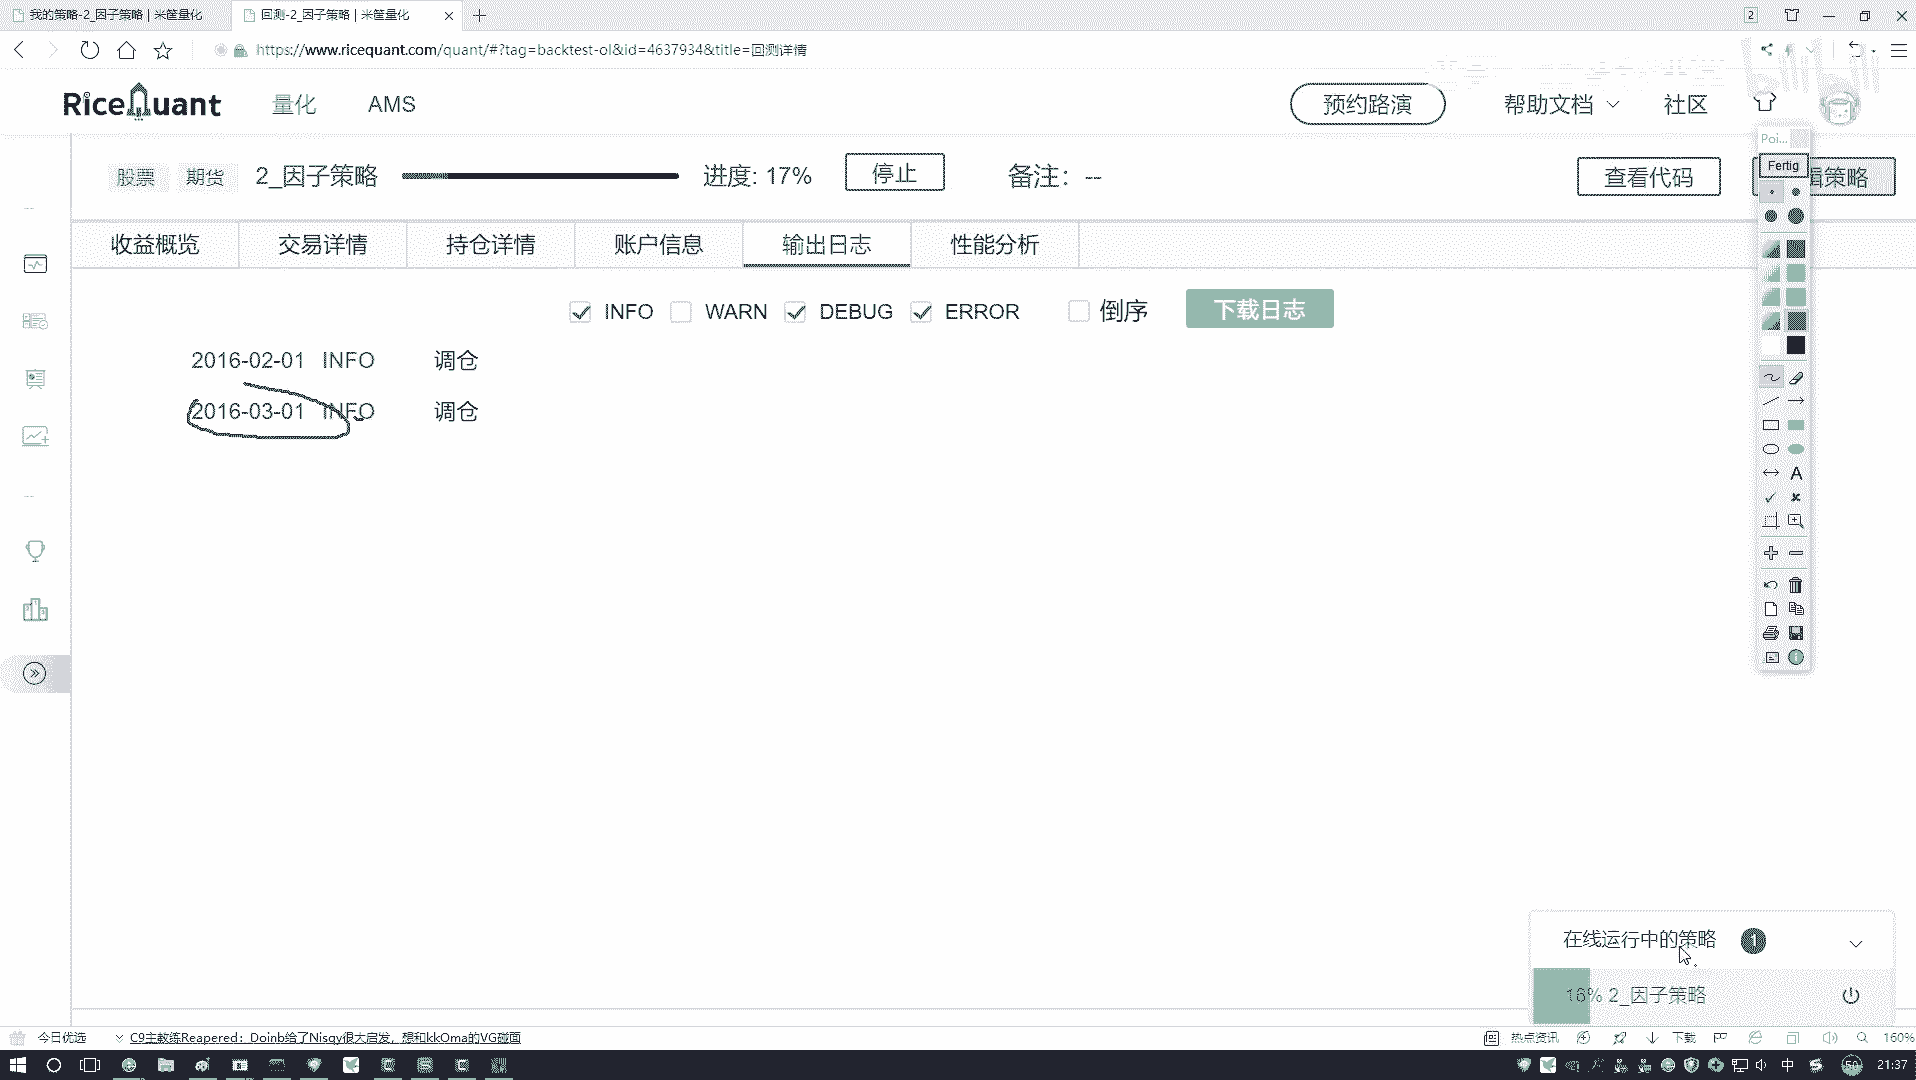 我的策略-2_因子策略 | 米筐量化
回测-2_因子策略 | 米筐量化
2
https://www.ricequant.com/quant/#?tag=backtest-ol&id=4637934&title=回测详情
RiceQuant
量化
AMS
预约路演
帮助文档
社区
Poi...
Fertig
股票
期货
2_因子策略
进度: 17%
停止
备注: --
查看代码
辑策略
收益概览
交易详情
持仓详情
账户信息
输出日志
性能分析
INFO
WARN
DEBUG
ERROR
倒序
下载日志
2016-02-01 INFO 调仓
2016-03-01 INFO 调仓
A
在线运行中的策略 1
16% 2_因子策略
今日优选
C9主教练Reapered：Doinb给了Nisqy很大启发，想和kkOma的VG碰面
热点资讯
下载
160%
中
50
21:37